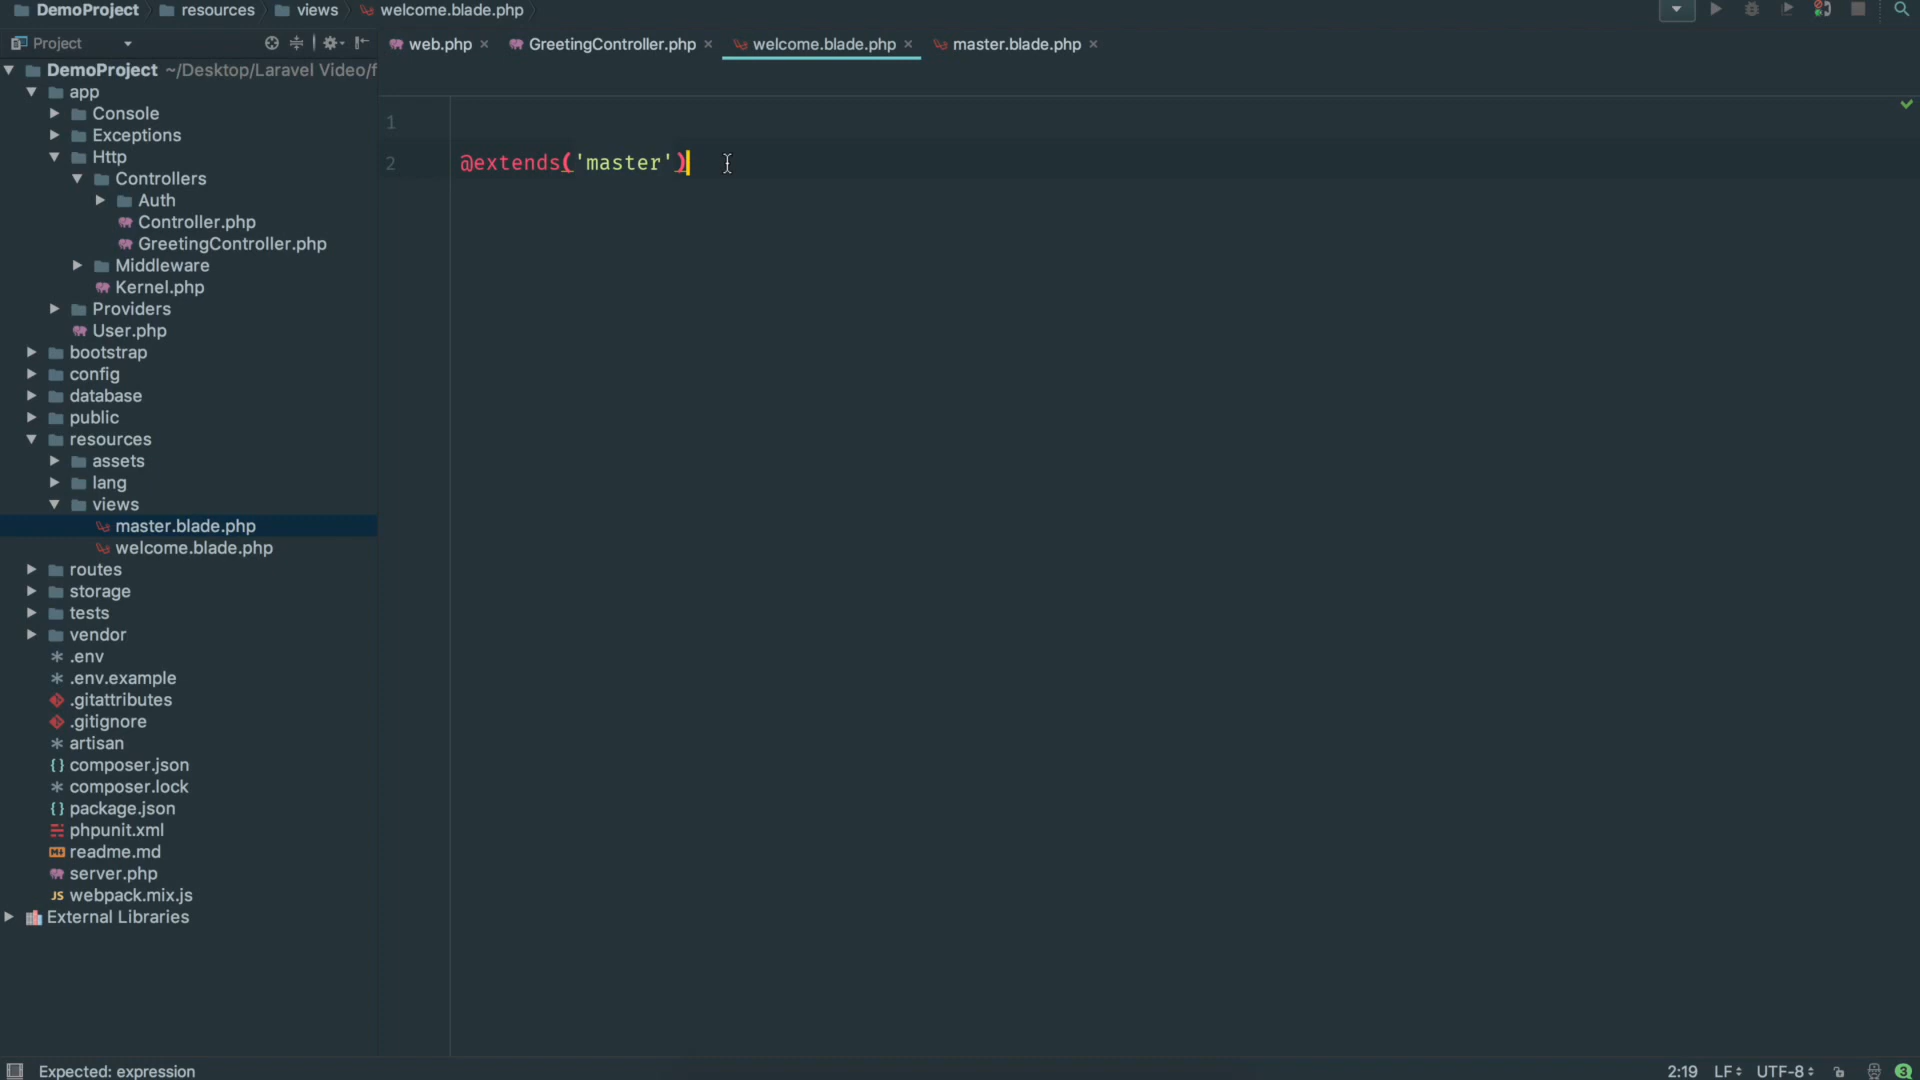 DemoProject resources views welcome.blade.php
Project
web.php GreetingController.php welcome.blade.php master.blade.php
DemoProject ~/Desktop/Laravel Video/f
app
Console
Exceptions
Http
Controllers
Auth
Controller.php
GreetingController.php
Middleware
Kernel.php
Providers
User.php
bootstrap
config
database
public
resources
assets
lang
views
master.blade.php
welcome.blade.php
routes
storage
tests
vendor
.env
.env.example
.gitattributes
.gitignore
artisan
composer.json
composer.lock
package.json
phpunit.xml
readme.md
server.php
JS webpack.mix.js
External Libraries
1
2 @extends('master')
Expected: expression 2:19 LF UTF-8 3